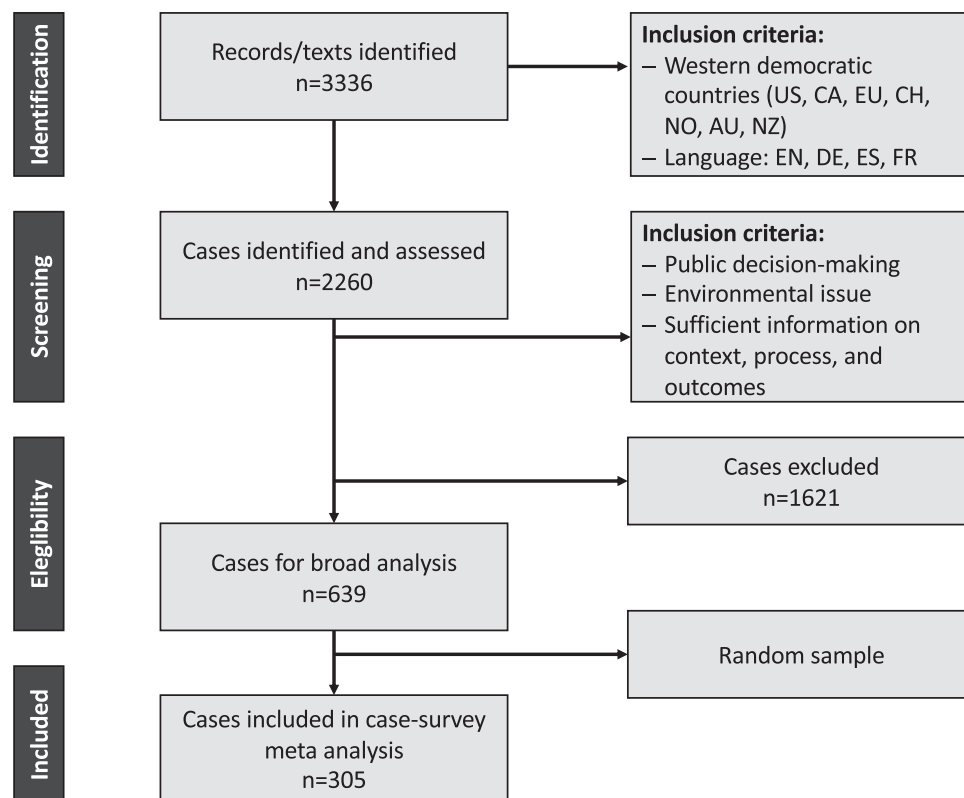 Identification
Records/texts identified
n=3336
Inclusion criteria:
– Western democratic
countries (US, CA, EU, CH,
NO, AU, NZ)
– Language: EN, DE, ES, FR
Screening
Cases identified and assessed
n=2260
Inclusion criteria:
– Public decision-making
– Environmental issue
– Sufficient information on
context, process, and
outcomes
Eleglibility
Cases excluded
n=1621
Cases for broad analysis
n=639
Random sample
Included
Cases included in case-survey
meta analysis
n=305